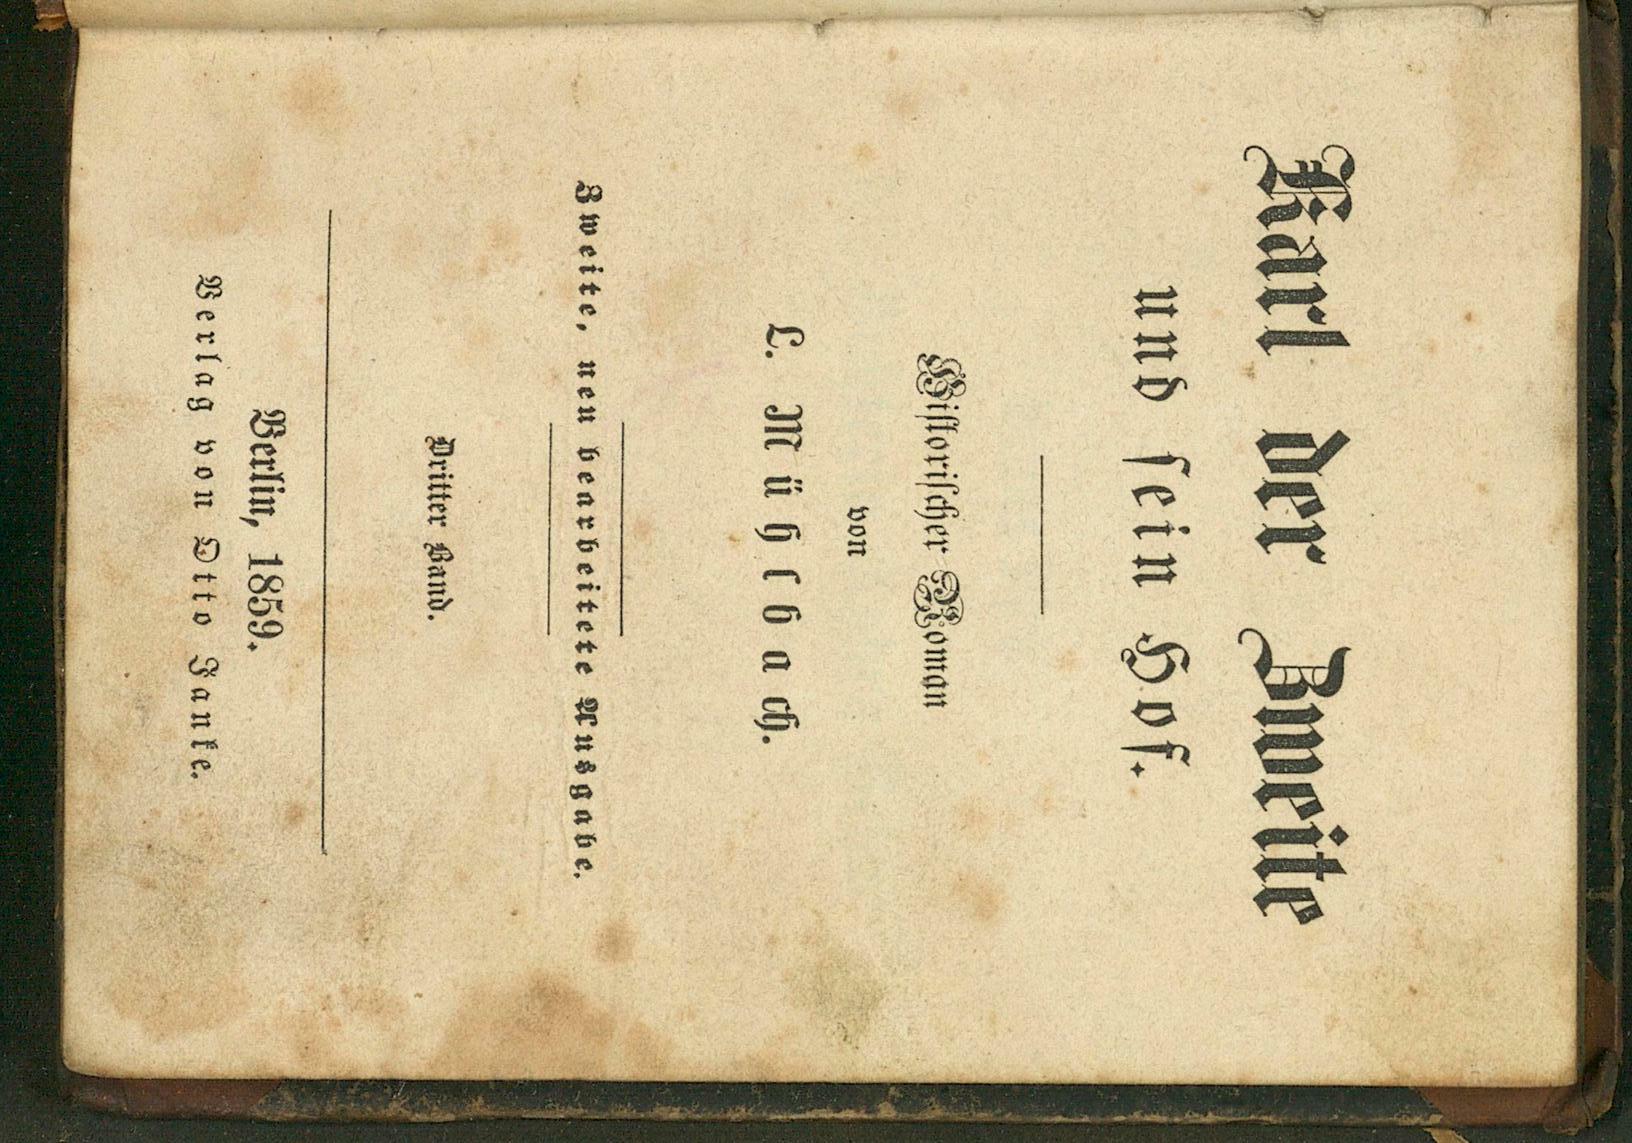 Karl der Zweite
und sein Hof.
Historischer Roman
von
L. Mühlbach.
Zweite, neu bearbeitete Ausgabe.
Dritter Band.
Berlin, 1859.
Verlag von Otto Janke.